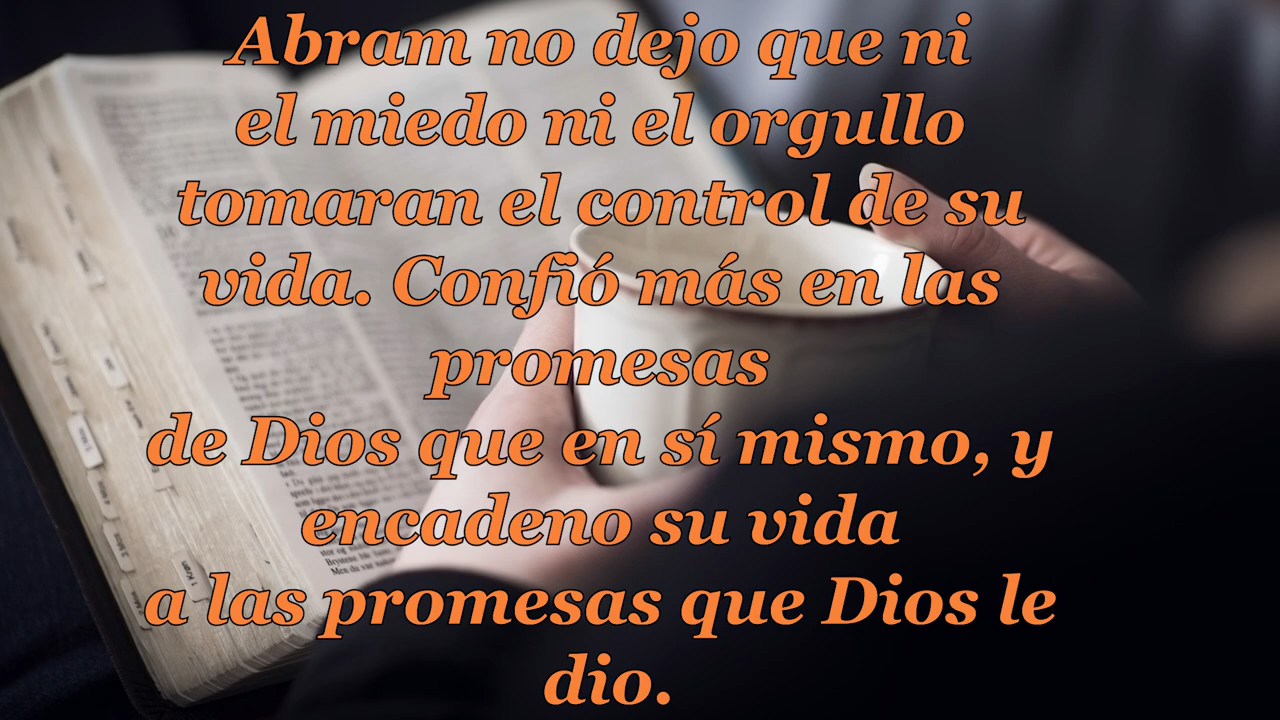 Abram no dejo que ni
el miedo ni el orgullo
tomaran el control de su
vida. Confió más en las
promesas
de Dios que en sí mismo, y
encadeno su vida
a las promesas que Dios le
dio.